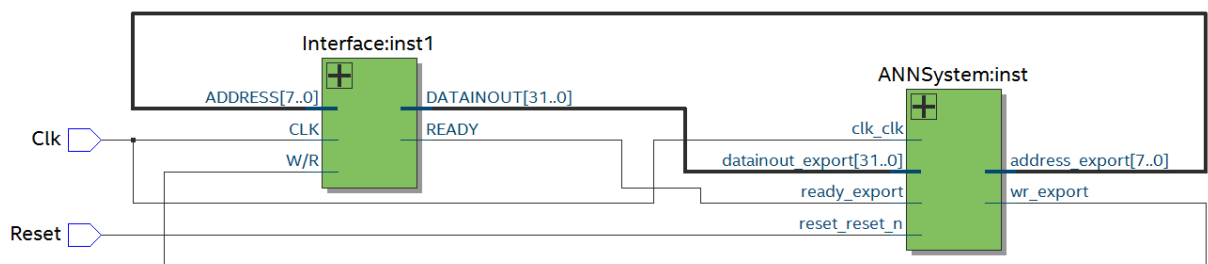 Interface:inst1
ANNSystem:inst
ADDRESS[7..0]
DATAINOUT[31..0]
Clk
CLK
READY
clk_clk
W/R
datainout_export[31..0]
address_export[7..0]
ready_export
wr_export
Reset
reset_reset_n